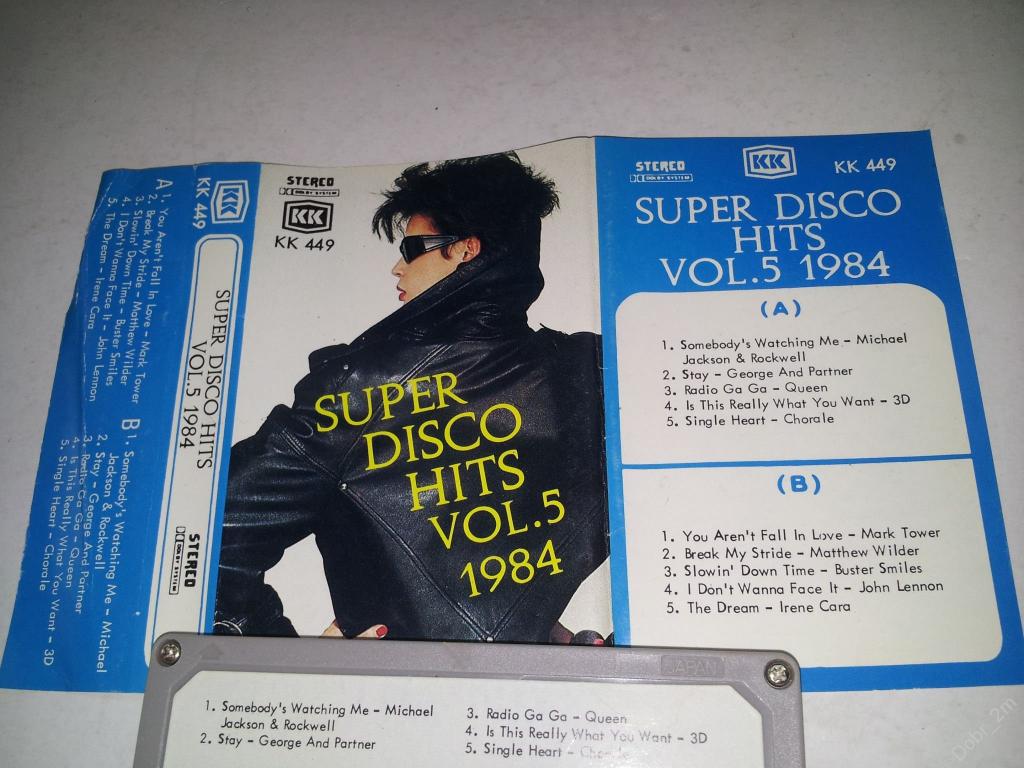 A
1. You Aren't Fall In Love - Mark Tower
2. Break My Stride - Matthew Wilder
3. Slowin' Down Time - Buster Smiles
4. I Don't Wanna Face It - John Lennon
5. The Dream - Irene Cara
B
1. Somebody's Watching Me - Michael
Jackson & Rockwell
2. Stay - George And Partner
3. Radio Ga Ga - Queen
4. Is This Really What You Want - 3D
5. Single Heart - Chorale
KK
KK 449
SUPER DISCO HITS
VOL.5 1984
STEREO
DOLBY SYSTEM
STEREO
DOLBY SYSTEM
KK
KK 449
SUPER
DISCO
HITS
VOL.5
1984
STEREO
DOLBY SYSTEM
KK
KK 449
SUPER DISCO
HITS
VOL.5 1984
(A)
1. Somebody's Watching Me - Michael
Jackson & Rockwell
2. Stay - George And Partner
3. Radio Ga Ga - Queen
4. Is This Really What You Want - 3D
5. Single Heart - Chorale
(B)
1. You Aren't Fall In Love - Mark Tower
2. Break My Stride - Matthew Wilder
3. Slowin' Down Time - Buster Smiles
4. I Don't Wanna Face It - John Lennon
5. The Dream - Irene Cara
JAPAN
1. Somebody's Watching Me - Michael
Jackson & Rockwell
2. Stay - George And Partner
3. Radio Ga Ga - Queen
4. Is This Really What You Want - 3D
5. Single Heart - Chorale
Dobr_2m